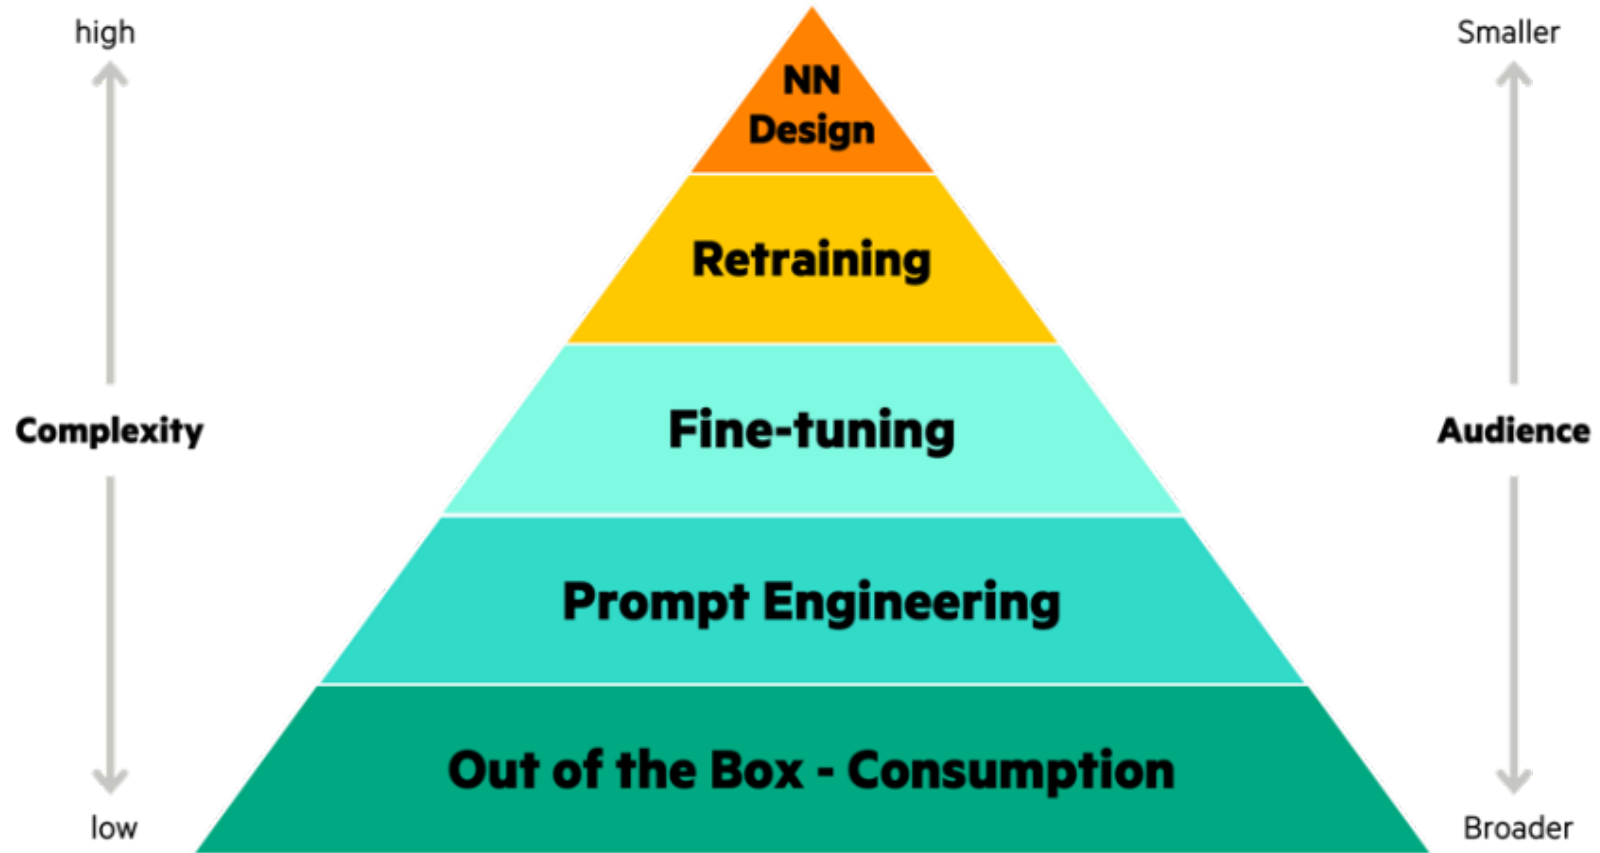 high
Smaller
NN
Design
Retraining
Complexity
Fine-tuning
Audience
Prompt Engineering
Out of the Box - Consumption
low
Broader